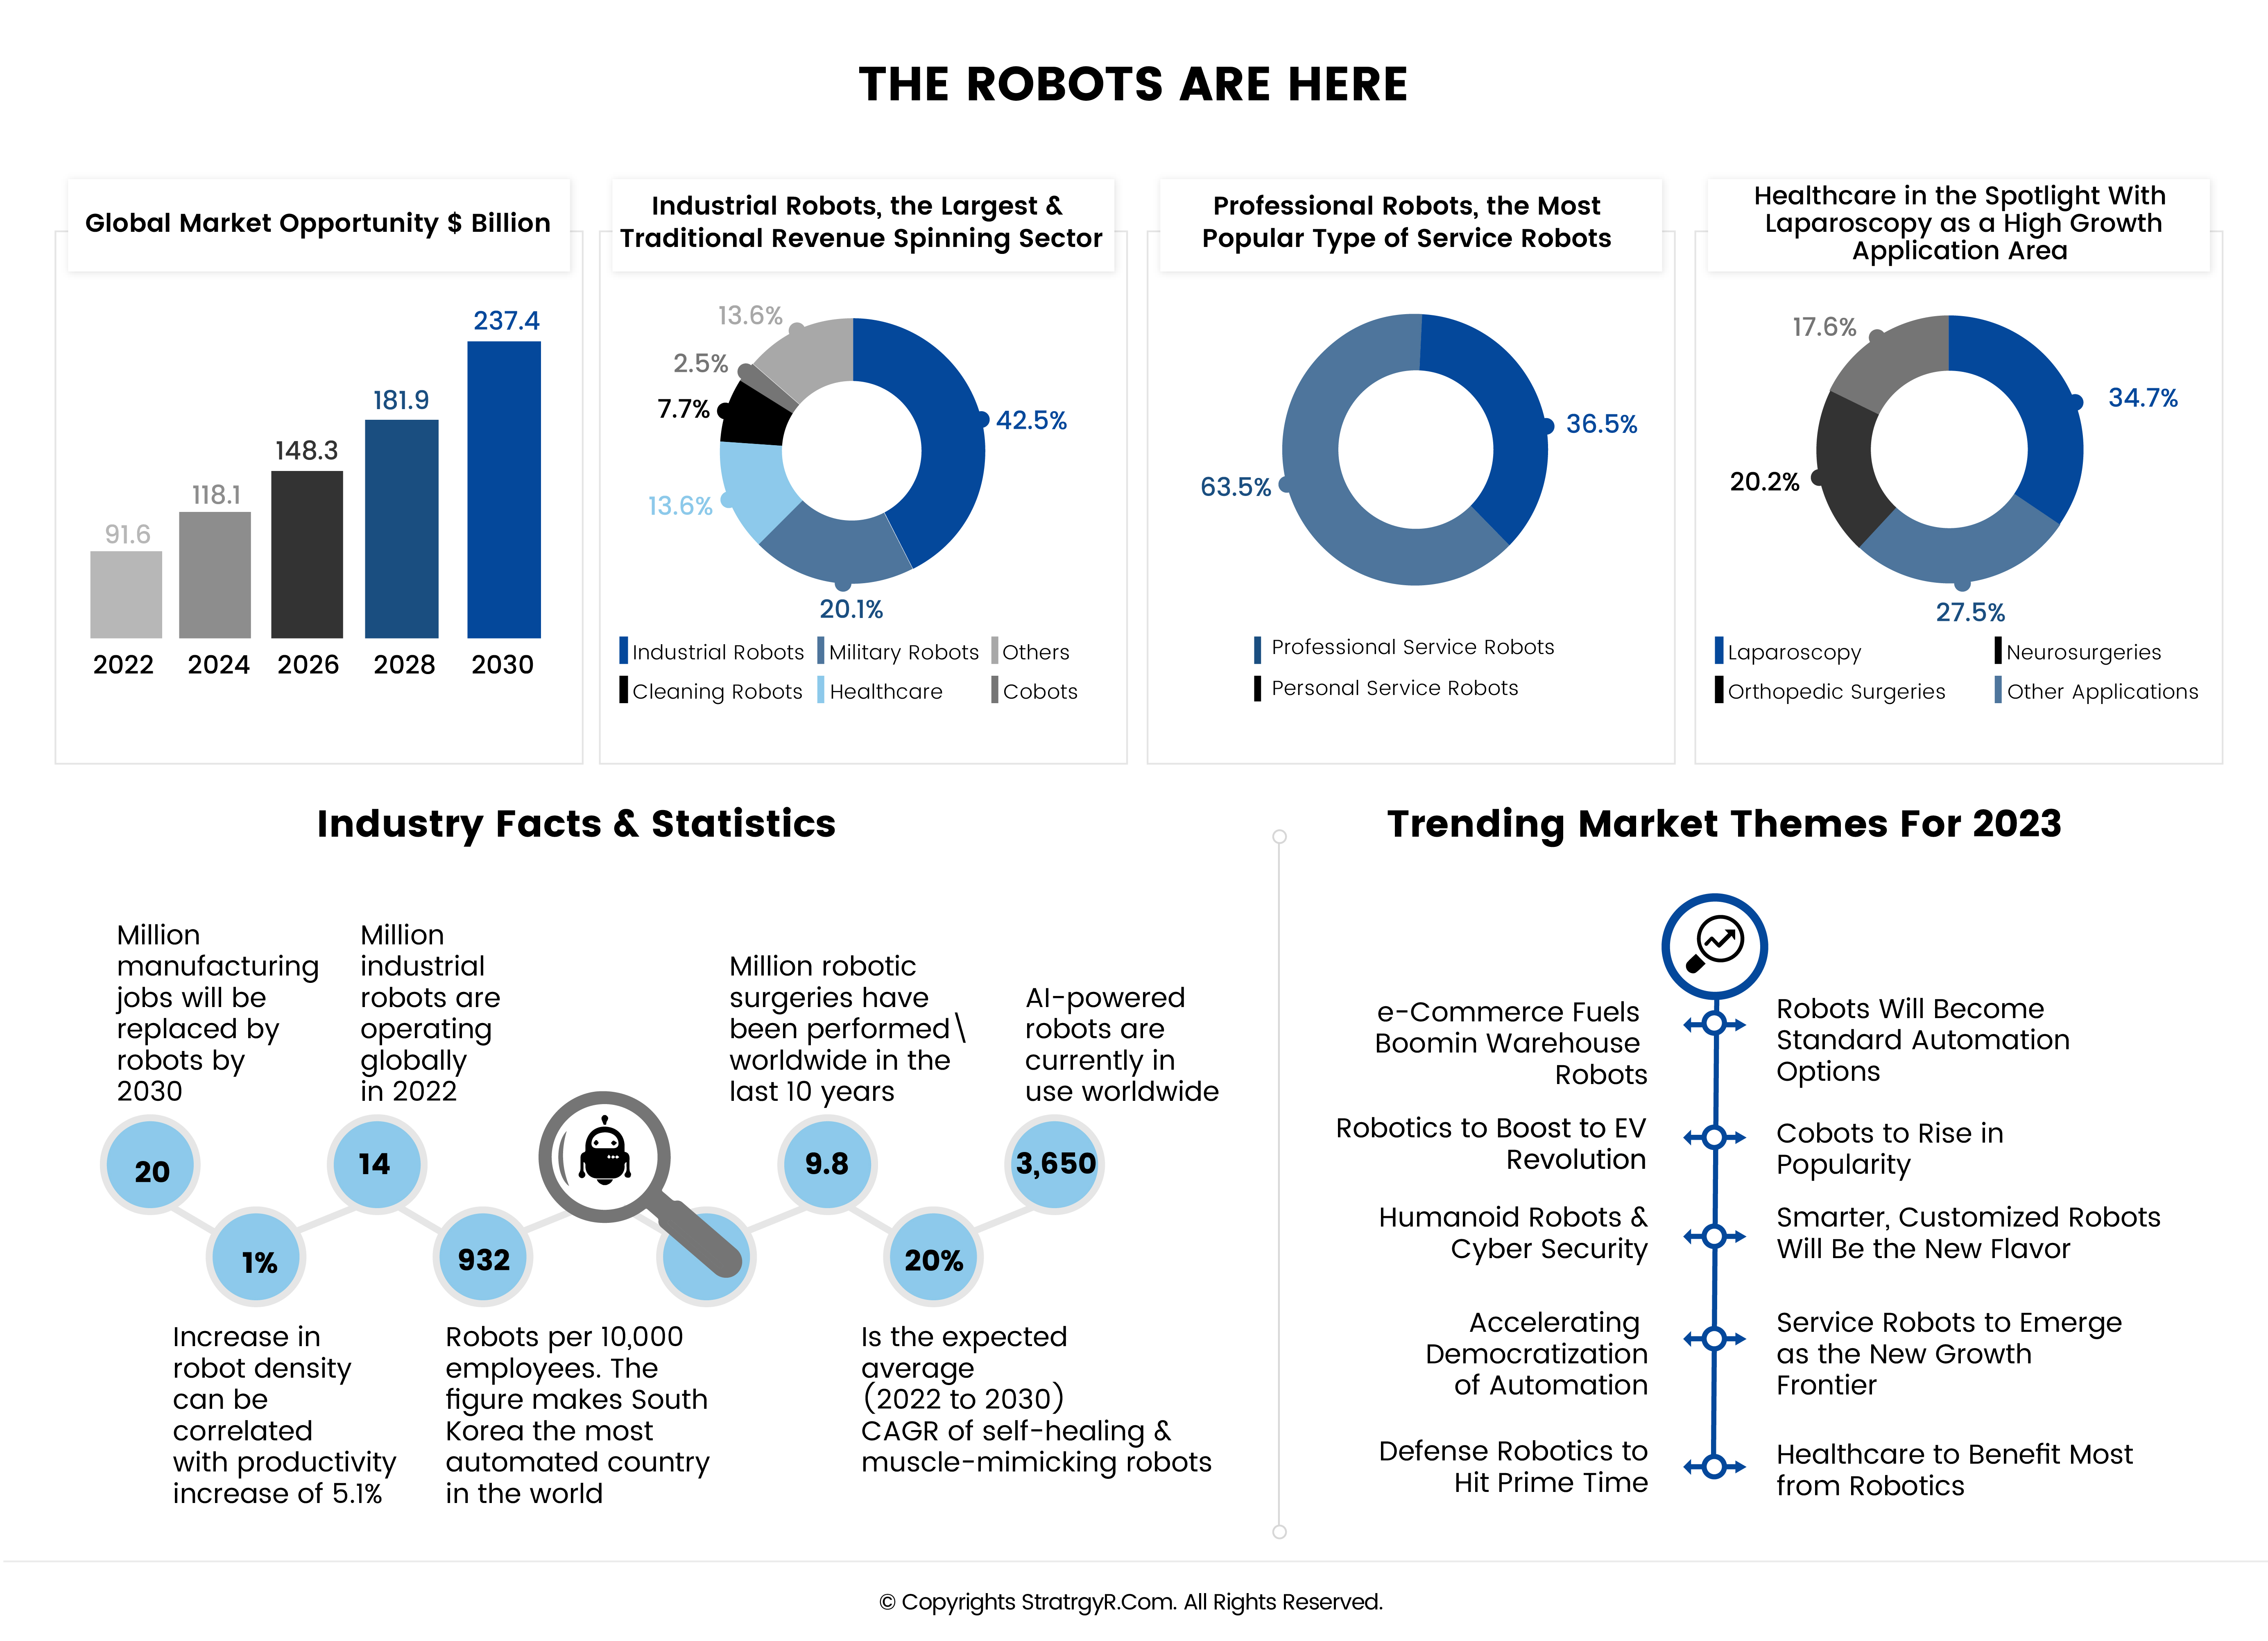 THE ROBOTS ARE HERE
Global Market Opportunity $ Billion
237.4
181.9
148.3
118.1
91.6
2022
2024
2026
2028
2030
Industrial Robots, the Largest &
Traditional Revenue Spinning Sector
13.6%
2.5%
7.7%
42.5%
13.6%
20.1%
Industrial Robots
Military Robots
Others
Cleaning Robots
Healthcare
Cobots
Professional Robots, the Most
Popular Type of Service Robots
36.5%
63.5%
Professional Service Robots
Personal Service Robots
Healthcare in the Spotlight With
Laparoscopy as a High Growth
Application Area
17.6%
34.7%
20.2%
27.5%
Laparoscopy
Neurosurgeries
Orthopedic Surgeries
Other Applications
Industry Facts & Statistics
Million
manufacturing
jobs will be
replaced by
robots by
2030
20
1%
Increase in
robot density
can be
correlated
with productivity
increase of 5.1%
Million
industrial
robots are
operating
globally
in 2022
14
932
Robots per 10,000
employees. The
figure makes South
Korea the most
automated country
in the world
Million robotic
surgeries have
been performed\
worldwide in the
last 10 years
9.8
20%
Is the expected
average
(2022 to 2030)
CAGR of self-healing &
muscle-mimicking robots
AI-powered
robots are
currently in
use worldwide
3,650
Trending Market Themes For 2023
e-Commerce Fuels
Boomin Warehouse
Robots
Robots Will Become
Standard Automation
Options
Robotics to Boost to EV
Revolution
Cobots to Rise in
Popularity
Humanoid Robots &
Cyber Security
Smarter, Customized Robots
Will Be the New Flavor
Accelerating
Democratization
of Automation
Service Robots to Emerge
as the New Growth
Frontier
Defense Robotics to
Hit Prime Time
Healthcare to Benefit Most
from Robotics
© Copyrights StratrgyR.Com. All Rights Reserved.